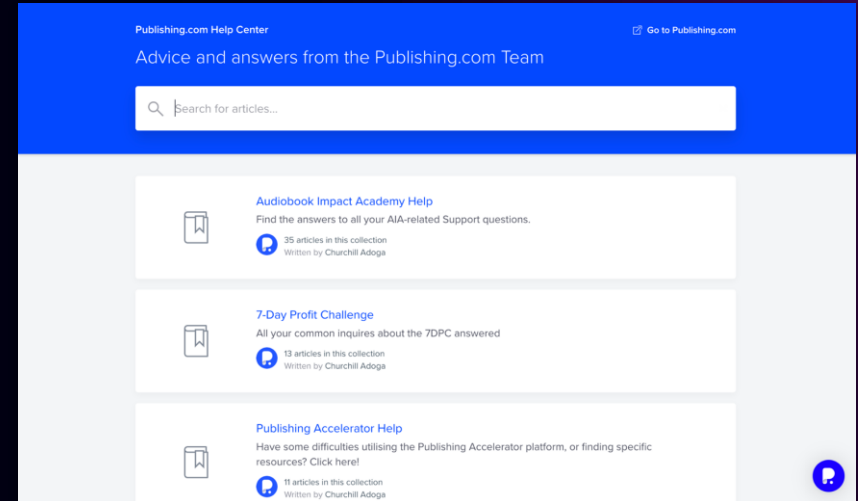 Publishing.com Help Center
Go to Publishing.com
Advice and answers from the Publishing.com Team
Search for articles...
Audiobook Impact Academy Help
Find the answers to all your AIA-related Support questions.
35 articles in this collection
Written by Churchill Adoga
7-Day Profit Challenge
All your common inquires about the 7DPC answered
13 articles in this collection
Written by Churchill Adoga
Publishing Accelerator Help
Have some difficulties utilising the Publishing Accelerator platform, or finding specific
resources? Click here!
11 articles in this collection
Written by Churchill Adoga